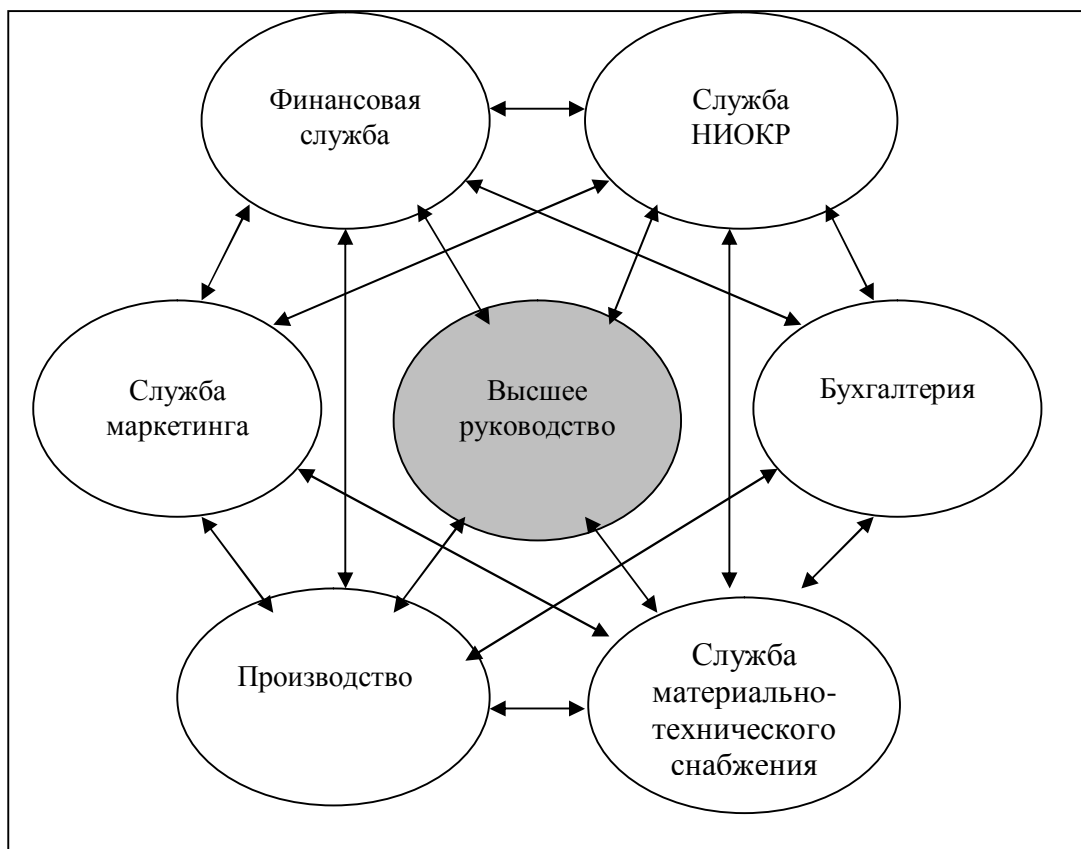 Финансовая
служба
Служба
НИОКР
Служба
маркетинга
Высшее
руководство
Бухгалтерия
Производство
Служба
материально-
технического
снабжения